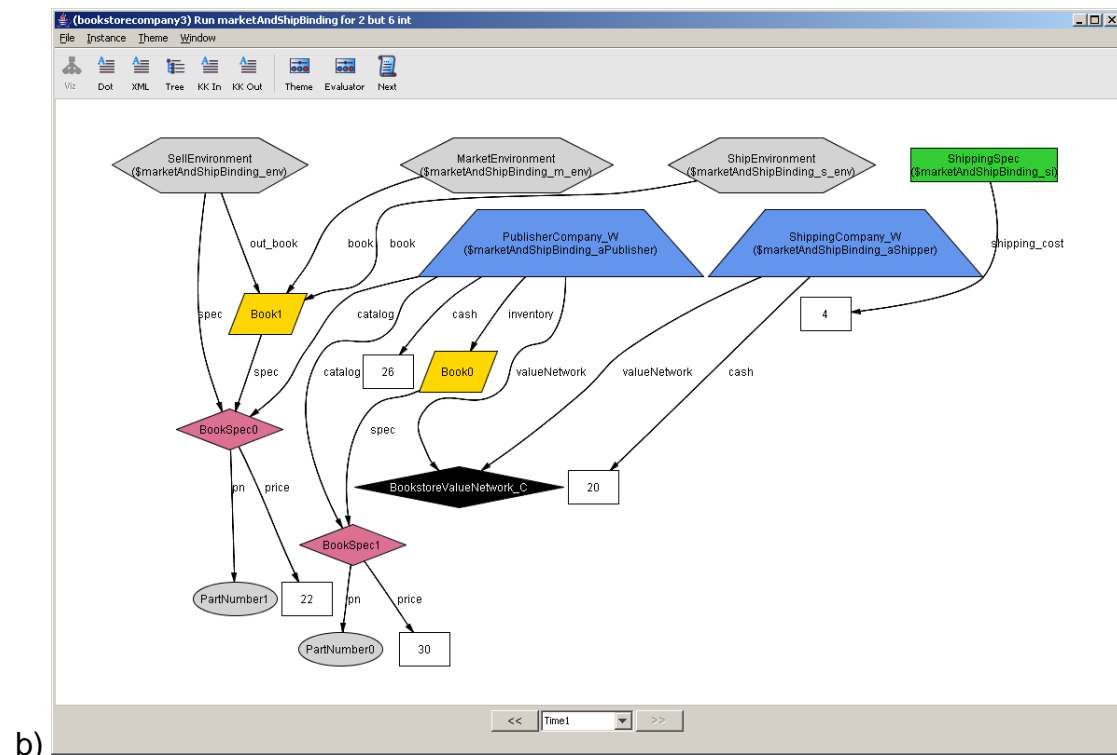 (bookstorecompany3) Run marketAndShipBinding for 2 but 6 int
File Instance Theme Window
Viz Dot XML Tree KK In KK Out Theme Evaluator Next
SellEnvironment
($marketAndShipBinding_env)
MarketEnvironment
($marketAndShipBinding_m_env)
ShipEnvironment
($marketAndShipBinding_s_env)
ShippingSpec
($marketAndShipBinding_si)
PublisherCompany_W
($marketAndShipBinding_aPublisher)
ShippingCompany_W
($marketAndShipBinding_aShipper)
out_book
book
book
shipping_cost
spec
Book1
catalog
cash
inventory
4
spec
catalog
26
Book0
valueNetwork
valueNetwork
cash
BookSpec0
spec
pn
price
BookstoreValueNetwork_C
20
BookSpec1
PartNumber1
22
pn
price
PartNumber0
30
<< Time1 >>
b)